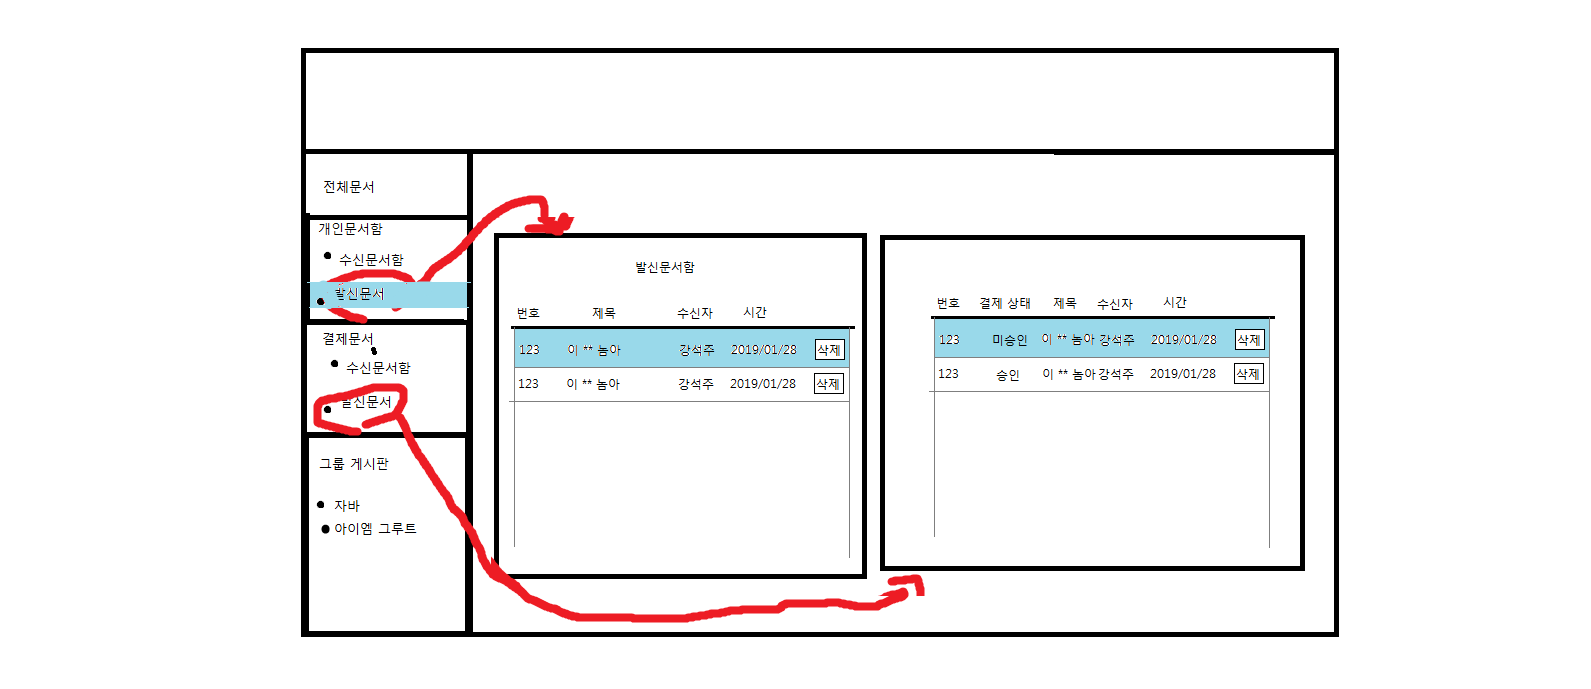 전체문서
개인문서함
수신문서함
발신문서
결제문서
수신문서함
발신문서
그룹 게시판
자바
아이엠 그루트
발신문서함
번호 제목 수신자 시간
123 이 ** 놈아 강석주 2019/01/28 삭제
123 이 ** 놈아 강석주 2019/01/28 삭제
번호 결제 상태 제목 수신자 시간
123 미승인 이 ** 놈아 강석주 2019/01/28 삭제
123 승인 이 ** 놈아 강석주 2019/01/28 삭제